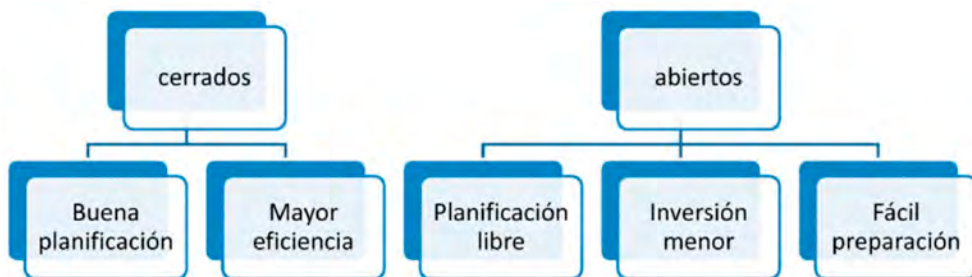 cerrados
abiertos
Buena
planificación
Mayor
eficiencia
Planificación
libre
Inversión
menor
Fácil
preparación